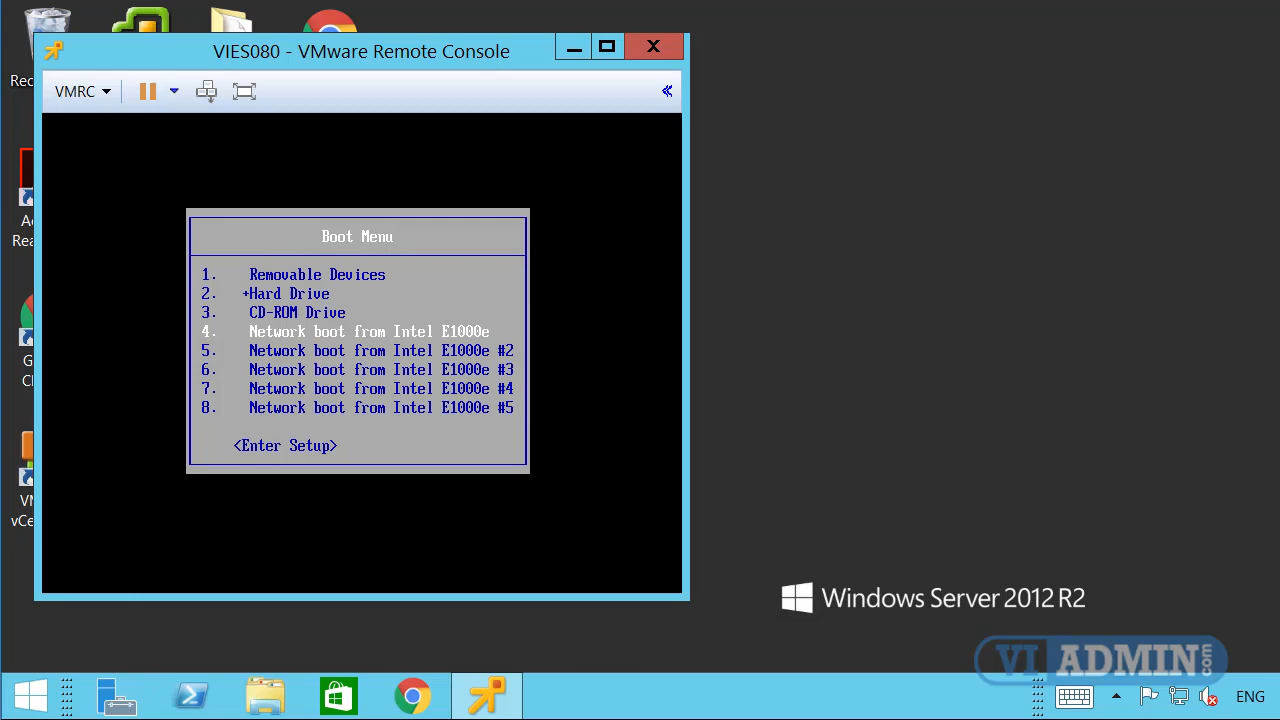 VIES080 - VMware Remote Console
VMRC
Boot Menu
1. Removable Devices
2. +Hard Drive
3. CD-ROM Drive
4. Network boot from Intel E1000e
5. Network boot from Intel E1000e #2
6. Network boot from Intel E1000e #3
7. Network boot from Intel E1000e #4
8. Network boot from Intel E1000e #5
<Enter Setup>
Windows Server 2012 R2
VI ADMIN.com
ENG